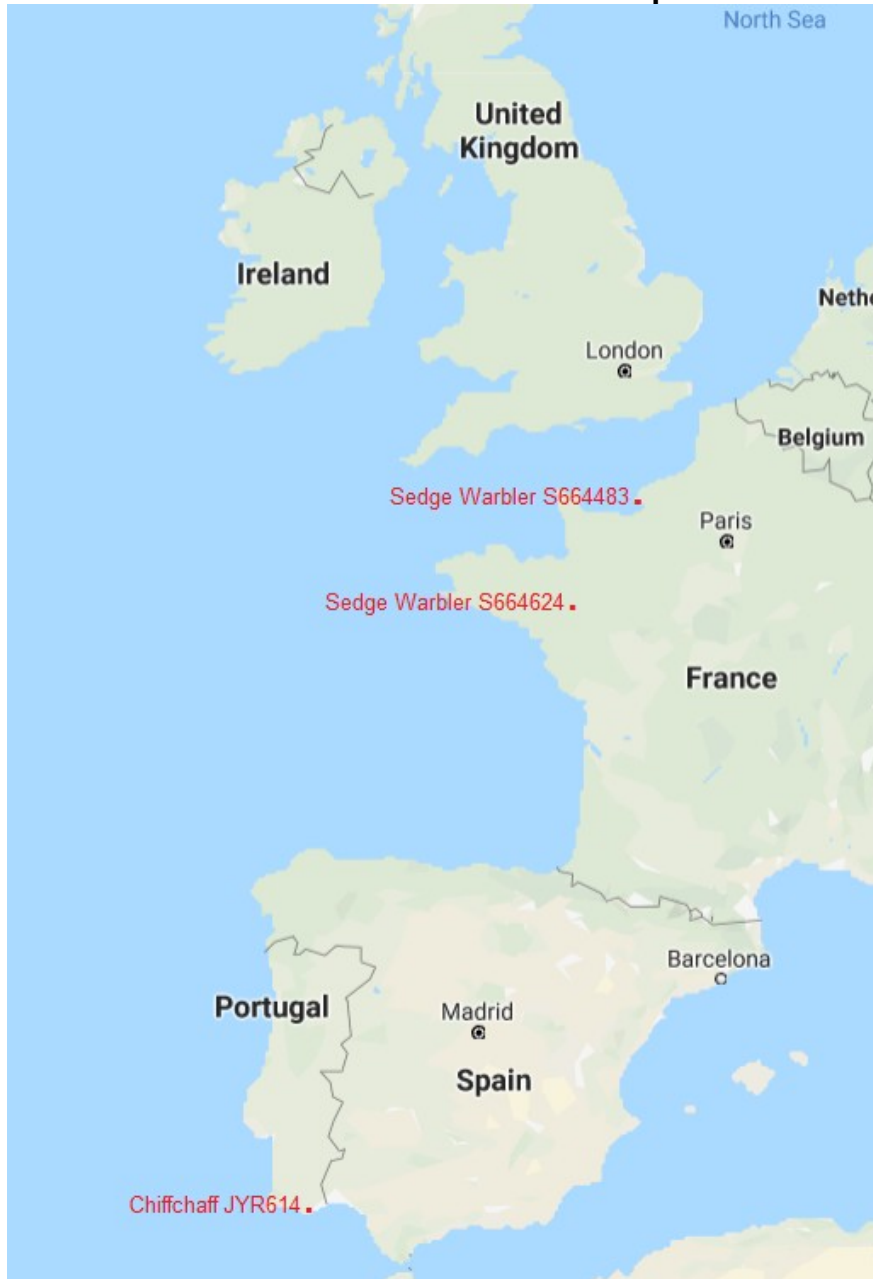 North Sea
United
Kingdom
Ireland
Nethe
London
Belgium
Sedge Warbler S664483
Paris
Sedge Warbler S664624
France
Barcelona
Portugal
Madrid
Spain
Chiffchaff JYR614